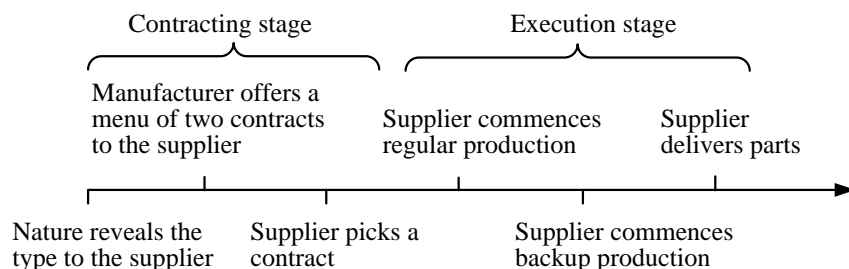 Contracting stage
Execution stage
Manufacturer offers a
menu of two contracts
to the supplier
Supplier commences
regular production
Supplier
delivers parts
Nature reveals the
type to the supplier
Supplier picks a
contract
Supplier commences
backup production